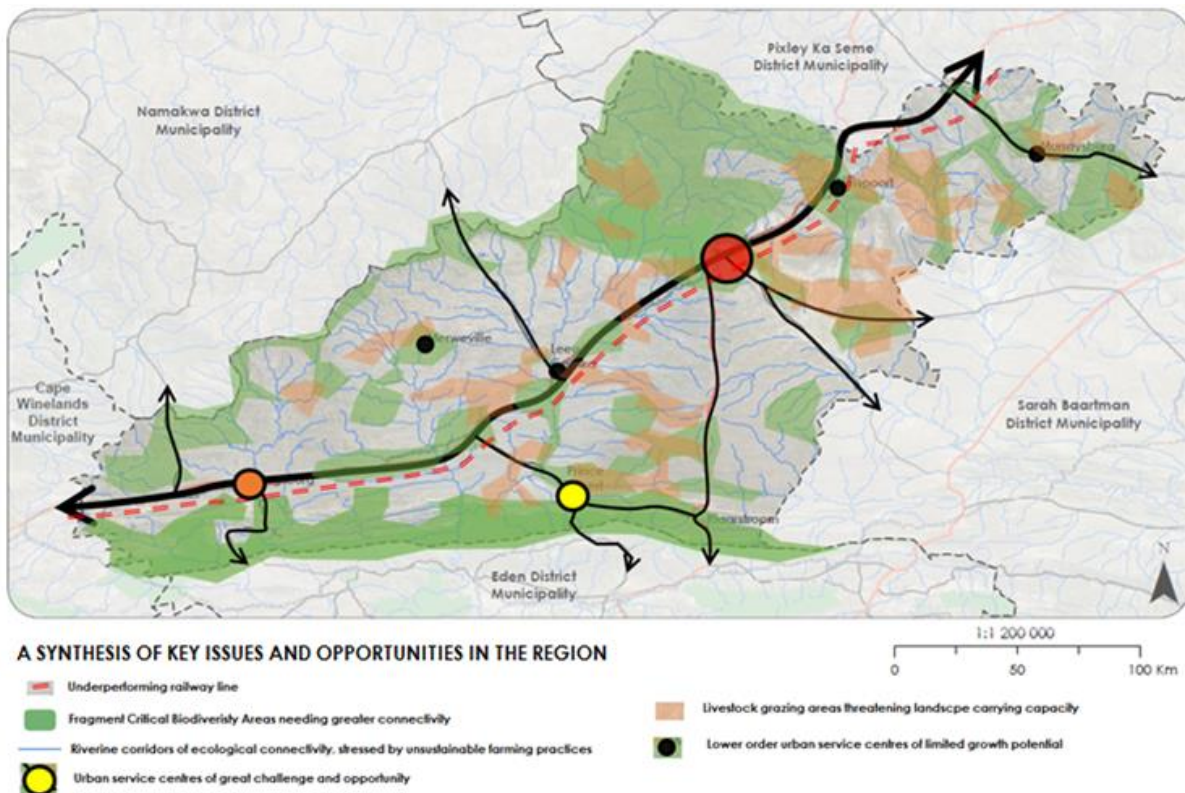 Pixley Ka Seme
District Municipality
Namakwa District
Municipality
Cape
Winelands
District
Municipality
Sarah Baartman
District Municipality
Prince
Eden District
Municipality
N
1:1 200 000
0 50 100 Km
A SYNTHESIS OF KEY ISSUES AND OPPORTUNITIES IN THE REGION
Underperforming railway line
Fragment Critical Biodiveristy Areas needing greater connectivity
Riverine corridors of ecological connectivity, stressed by unsustainable farming practices
Urban service centres of great challenge and opportunity
Livestock grazing areas threatening landscpe carrying capacity
Lower order urban service centres of limited growth potential